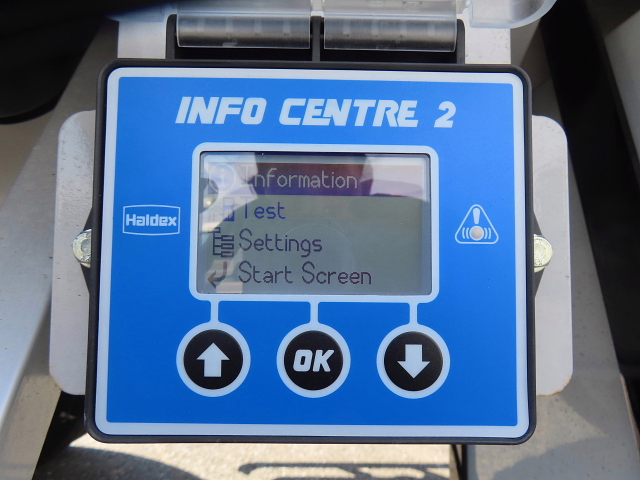 INFO CENTRE 2
Haldex
Information
Test
Settings
Start Screen
OK